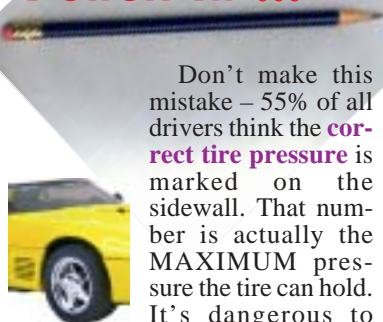 Don't make this
mistake – 55% of all
drivers think the cor-
rect tire pressure is
marked on the
sidewall. That num-
ber is actually the
MAXIMUM pres-
sure the tire can hold.
It's dangerous to